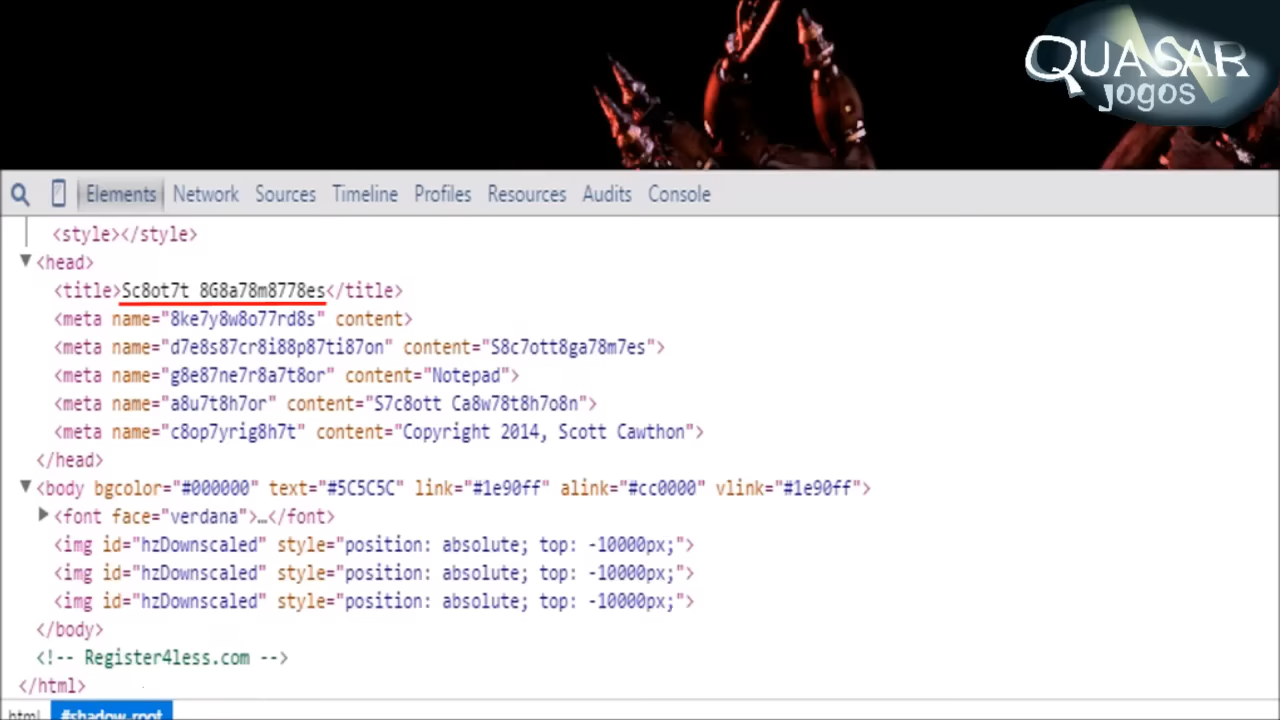 QUASAR
jogos
Elements Network Sources Timeline Profiles Resources Audits Console
<style></style>
<head>
<title>Sc8ot7t 8G8a78m8778es</title>
<meta name="8ke7y8w8o77rd8s" content>
<meta name="d7e8s87cr8i88p87ti87on" content="S8c7ott8ga78m7es">
<meta name="g8e87ne7r8a7t8or" content="Notepad">
<meta name="a8u7t8h7or" content="S7c8ott Ca8w78t8h7o8n">
<meta name="c8op7yrig8h7t" content="Copyright 2014, Scott Cawthon">
</head>
<body bgcolor="#000000" text="#5C5C5C" link="#1e90ff" alink="#cc0000" vlink="#1e90ff">
<font face="verdana">…</font>
<img id="hzDownscaled" style="position: absolute; top: -10000px;">
<img id="hzDownscaled" style="position: absolute; top: -10000px;">
<img id="hzDownscaled" style="position: absolute; top: -10000px;">
</body>
<!-- Register4less.com -->
</html>
html #shadow-root